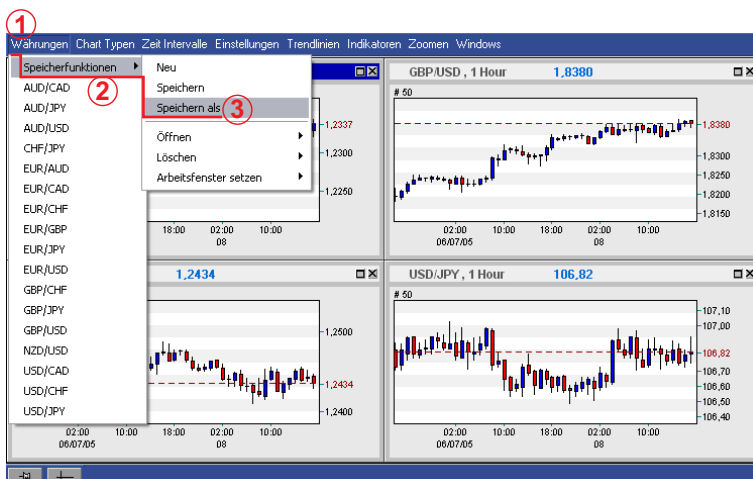 1
Währungen Chart Typen Zeit Intervalle Einstellungen Trendlinien Indikatoren Zoomen Windows
Speicherfunktionen
2
AUD/CAD
AUD/JPY
AUD/USD
CHF/JPY
EUR/AUD
EUR/CAD
EUR/CHF
EUR/GBP
EUR/JPY
EUR/USD
GBP/CHF
GBP/JPY
GBP/USD
NZD/USD
USD/CAD
USD/CHF
USD/JPY
Neu
Speichern
Speichern als
3
Öffnen
Löschen
Arbeitsfenster setzen
1,2337
1,2300
1,2250
18:00 02:00 10:00
08
GBP/USD , 1 Hour 1,8380
# 50
1,8380
1,8300
1,8250
1,8200
1,8150
02:00 10:00 18:00 02:00 10:00
06/07/05 08
1,2434
1,2500
1,2434
1,2400
02:00 10:00 18:00 02:00 10:00
06/07/05 08
USD/JPY , 1 Hour 106,82
# 50
107,10
107,00
106,82
106,70
106,60
106,50
106,40
02:00 10:00 18:00 02:00 10:00
06/07/05 08